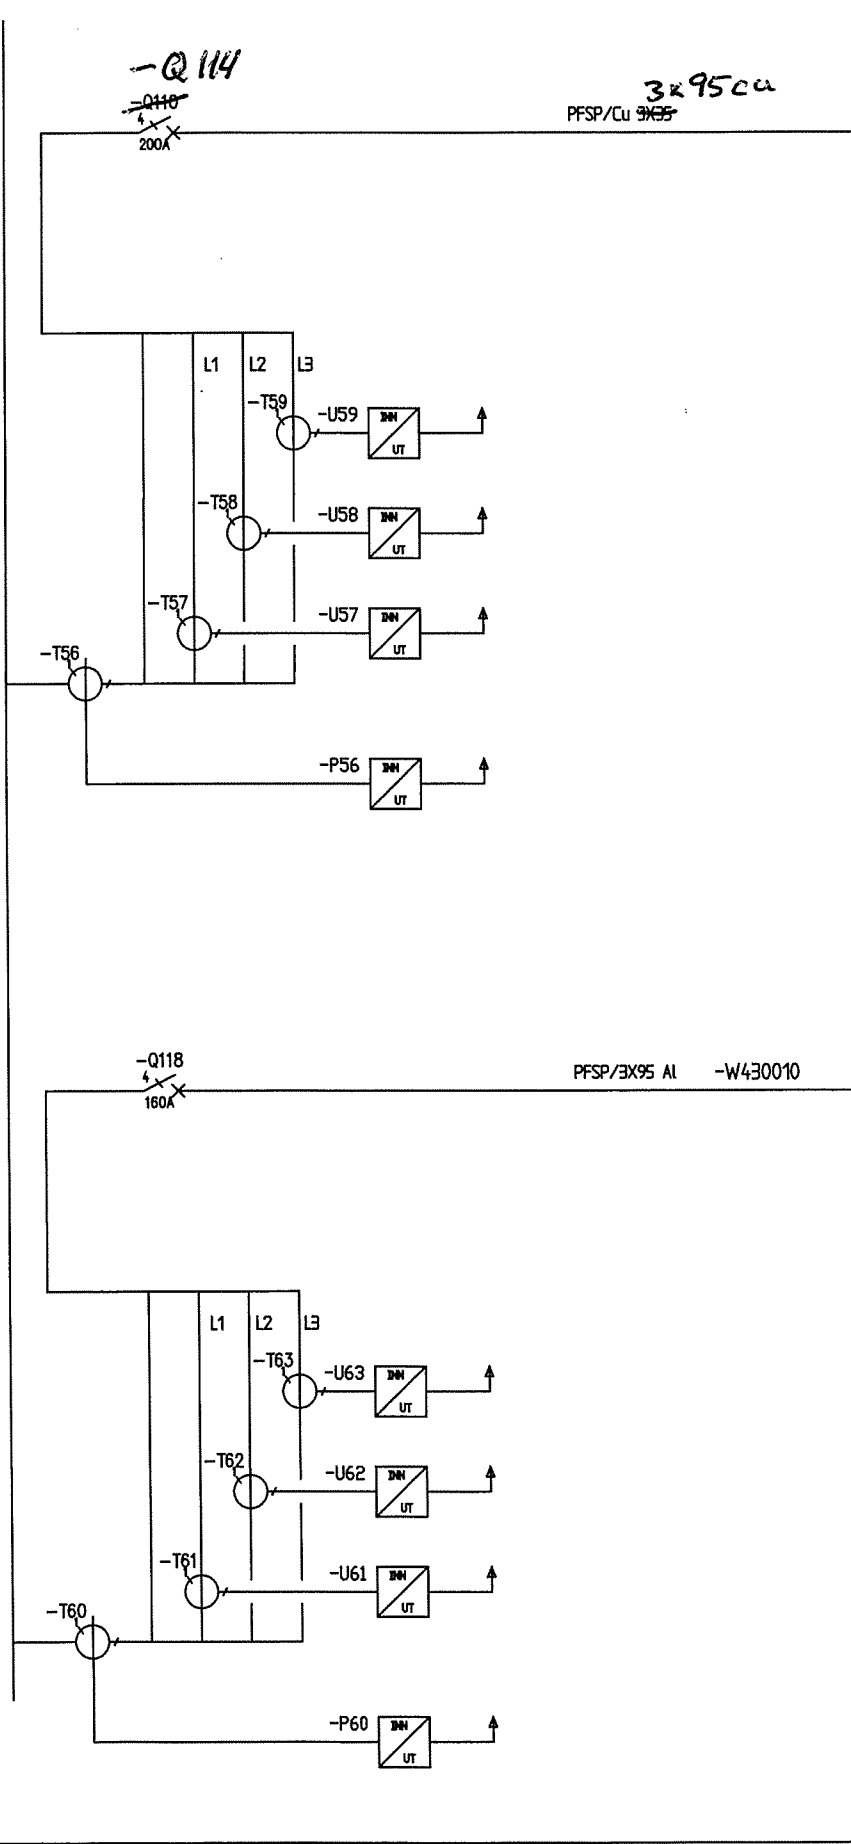 -Q114
-Q110
3x95cu
PFSP/Cu 3X35
4
200A
L1 L2 L3
-T59 -U59 INN
UT
-T58 -U58 INN
UT
-T57 -U57 INN
UT
-T56
-P56 INN
UT
-Q118
4
160A
PFSP/3X95 Al -W430010
L1 L2 L3
-T63 -U63 INN
UT
-T62 -U62 INN
UT
-T61 -U61 INN
UT
-T60
-P60 INN
UT